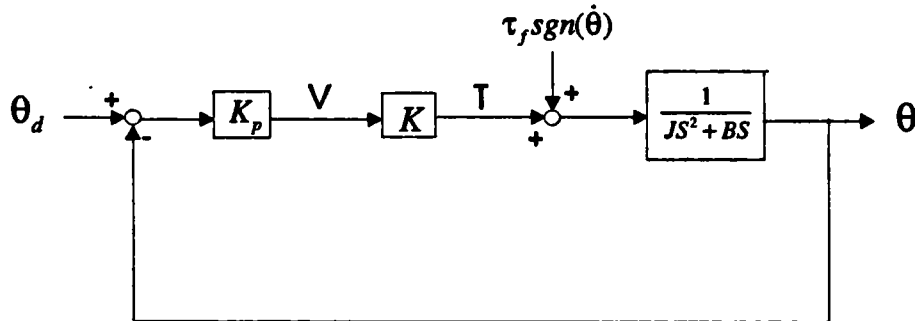 τ_f sgn(θ̇)
θ_d + - K_p V K T + + 1/(JS² + BS) θ